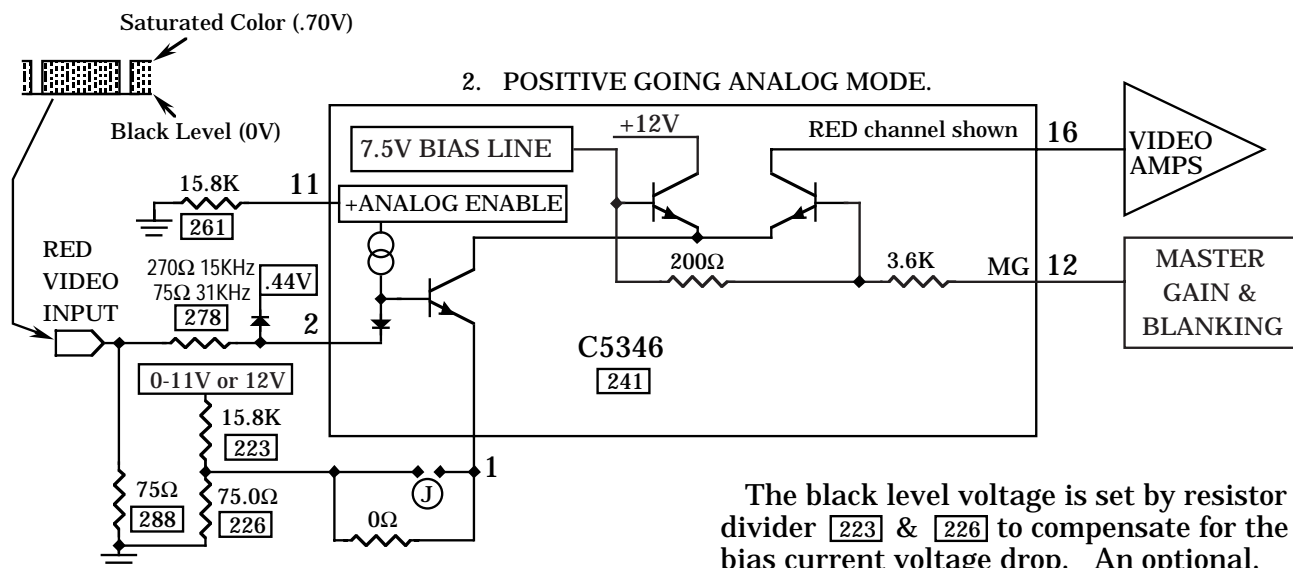 Saturated Color (.70V)
2. POSITIVE GOING ANALOG MODE.
Black Level (0V)
+12V
RED channel shown
16
VIDEO
AMPS
7.5V BIAS LINE
15.8K
11
+ANALOG ENABLE
261
RED
VIDEO
INPUT
270Ω 15KHz
75Ω 31KHz
278
.44V
2
200Ω
3.6K
MG
12
MASTER
GAIN &
BLANKING
C5346
241
0-11V or 12V
15.8K
223
1
J
75Ω
288
75.0Ω
226
0Ω
The black level voltage is set by resistor
divider 223 & 226 to compensate for the
bias current voltage drop. An optional,